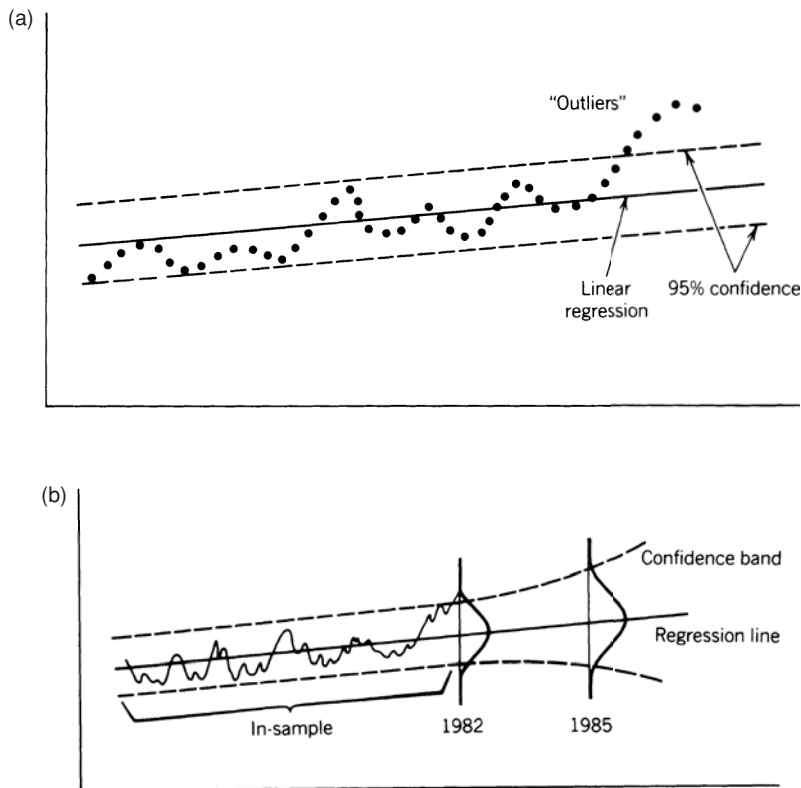 (a)
“Outliers”
Linear
regression
95% confidence
(b)
Confidence band
Regression line
In-sample
1982
1985